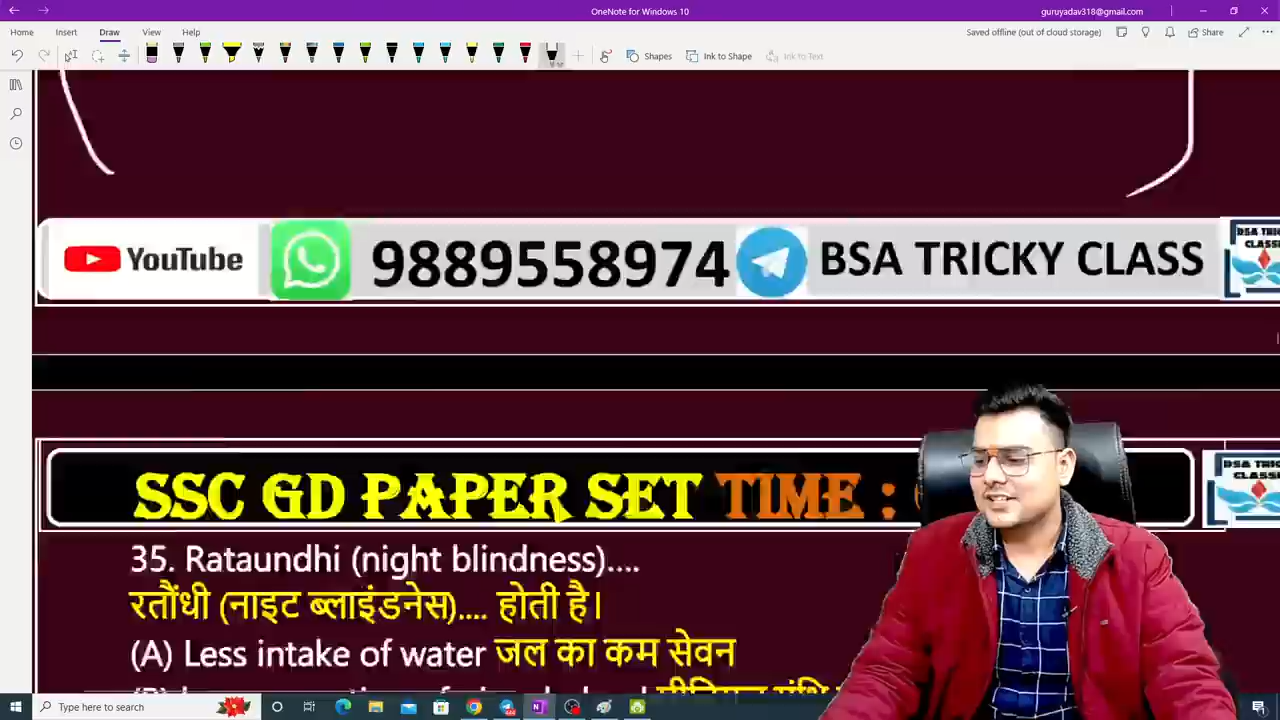 OneNote for Windows 10
guruyadav318@gmail.com
Home Insert Draw View Help
Saved offline (out of cloud storage)
Share
Shapes
Ink to Shape
Ink to Text
YouTube 9889558974 BSA TRICKY CLASS
BSA
SSC GD PAPER SET TIME :
35. Rataundhi (night blindness)....
रतौंधी (नाइट ब्लाइंडनेस).... होती है।
(A) Less intake of water जल का कम सेवन
Type here to search